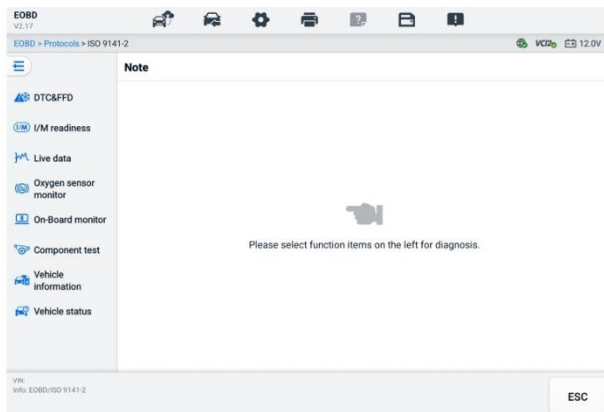 EOBD
V2.17
EOBD > Protocols > ISO 9141-2
VCI2
12.0V
Note
DTC&FFD
I/M
I/M readiness
Live data
Oxygen sensor
monitor
On-Board monitor
Component test
Vehicle
information
Vehicle status
Please select function items on the left for diagnosis.
VIN:
Info: EOBD/ISO 9141-2
ESC